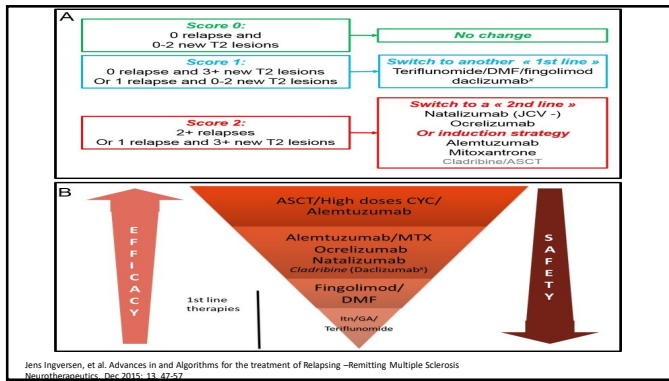 A
Score 0:
0 relapse and
0-2 new T2 lesions
No change
Score 1:
0 relapse and 3+ new T2 lesions
Or 1 relapse and 0-2 new T2 lesions
Switch to another « 1st line »
Teriflunomide/DMF/fingolimod
daclizumabˣ
Score 2:
2+ relapses
Or 1 relapse and 3+ new T2 lesions
Switch to a « 2nd line »
Natalizumab (JCV -)
Ocrelizumab
Or induction strategy
Alemtuzumab
Mitoxantrone
Cladribine/ASCT
B
EFFICACY
1st line
therapies
ASCT/High doses CYC/
Alemtuzumab
Alemtuzumab/MTX
Ocrelizumab
Natalizumab
Cladribine (Daclizumabˣ)
Fingolimod/
DMF
Itn/GA/
Teriflunomide
SAFETY
Jens Ingversen, et al. Advances in and Algorithms for the treatment of Relapsing –Remitting Multiple Sclerosis
Neurotherapeutics, Dec 2015; 13, 47-57